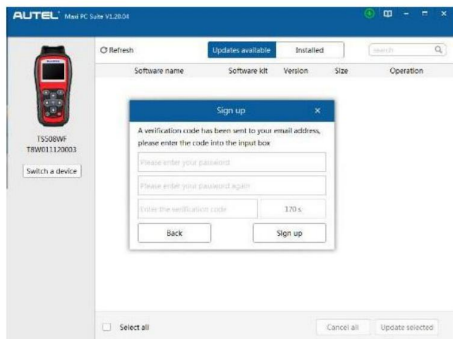 AUTEL Maxi PC Suite V1.20.04
Refresh
Updates available
Installed
search
Software name
Software kit
Version
Size
Operation
TS508WF
TBW011120003
Switch a device
Sign up
A verification code has been sent to your email address,
please enter the code into the input box
Please enter your password
Please enter your password again
Enter the verification code
120 s
Back
Sign up
Select all
Cancel all
Update selected